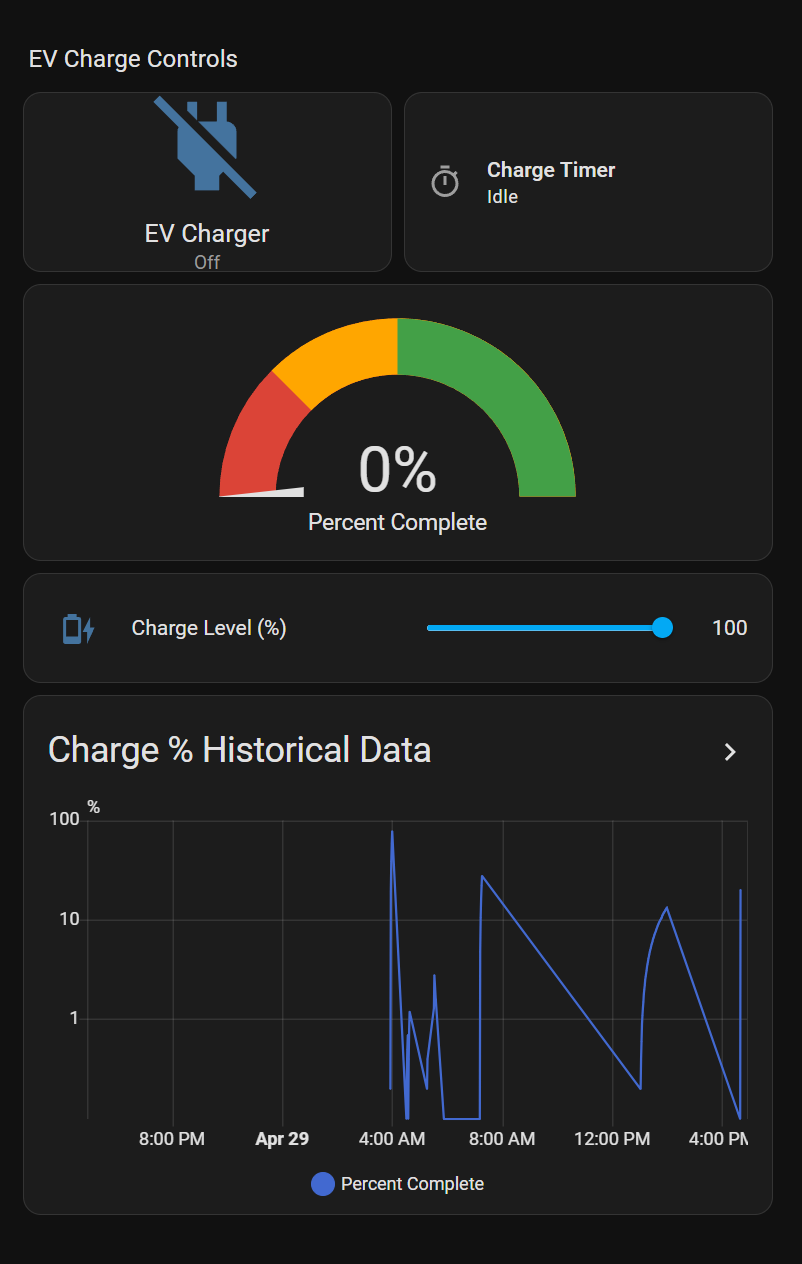 EV Charge Controls
EV Charger
Off
Charge Timer
Idle
0%
Percent Complete
Charge Level (%)
100
Charge % Historical Data
%
100
10
1
8:00 PM
Apr 29
4:00 AM
8:00 AM
12:00 PM
4:00 PM
Percent Complete